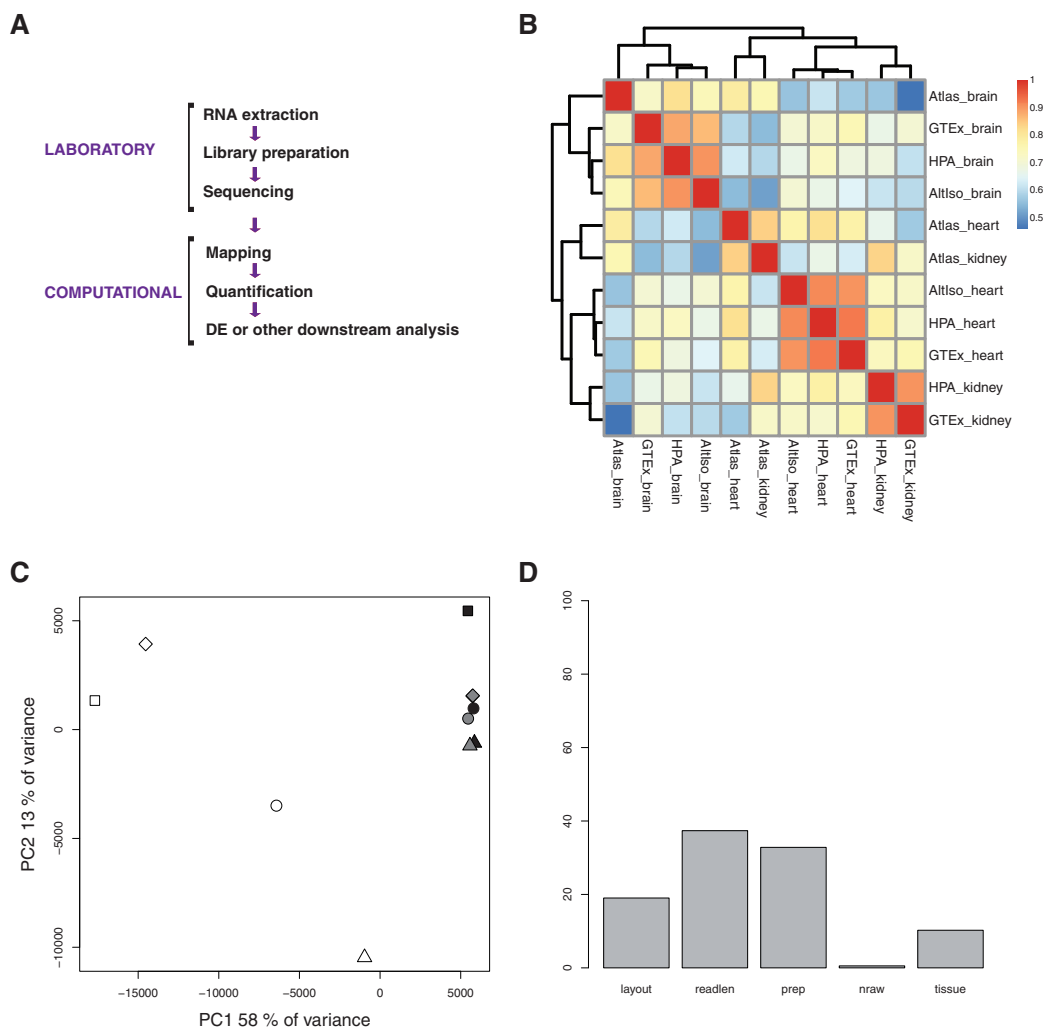 A
LABORATORY
RNA extraction
Library preparation
Sequencing
COMPUTATIONAL
Mapping
Quantification
DE or other downstream analysis
B
Atlas_brain
GTEx_brain
HPA_brain
AltIso_brain
Atlas_heart
Atlas_kidney
AltIso_heart
HPA_heart
GTEx_heart
HPA_kidney
GTEx_kidney
1
0.9
0.8
0.7
0.6
0.5
Atlas_brain
GTEx_brain
HPA_brain
AltIso_brain
Atlas_heart
Atlas_kidney
AltIso_heart
HPA_heart
GTEx_heart
HPA_kidney
GTEx_kidney
C
PC2 13 % of variance
5000
0
−5000
−10000
−15000
−10000
−5000
0
5000
PC1 58 % of variance
D
100
80
60
40
20
0
layout
readlen
prep
nraw
tissue